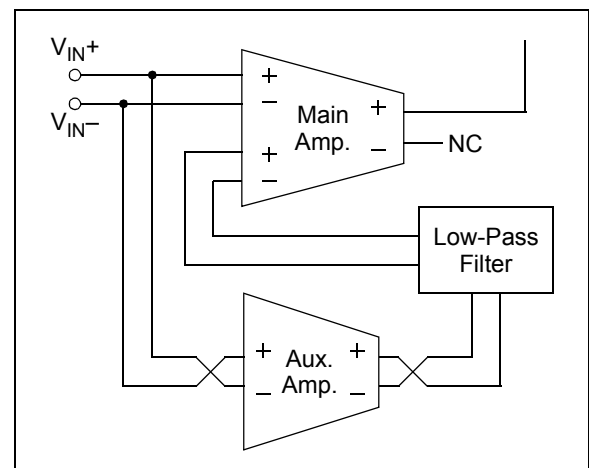 V_IN+
V_IN–
+
–
+
–
Main
Amp.
+
–
NC
Low-Pass
Filter
+
–
Aux.
Amp.
+
–